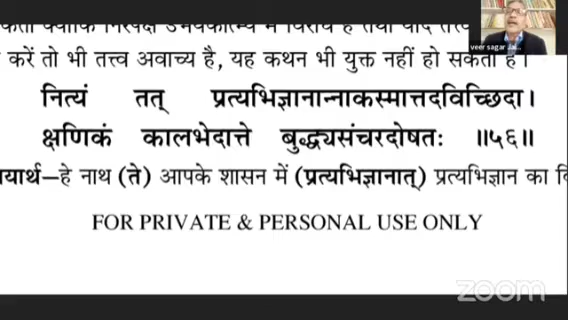 veer sagar Jai...
करें तो भी तत्त्व अवाच्य है, यह कथन भी युक्त नहीं हो सकता है।
नित्यं तत् प्रत्यभिज्ञानान्नाकस्मात्तदविच्छिदा।
क्षणिकं कालभेदात्ते बुद्ध्यसंचरदोषतः ॥५६॥
यार्थ–हे नाथ (ते) आपके शासन में (प्रत्यभिज्ञानात्) प्रत्यभिज्ञान का
FOR PRIVATE & PERSONAL USE ONLY
zoom